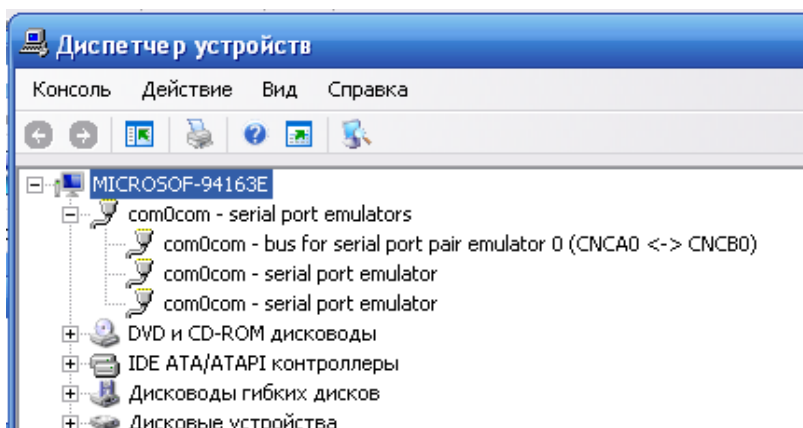 Диспетчер устройств
Консоль Действие Вид Справка
MICROSOF-94163E
com0com - serial port emulators
com0com - bus for serial port pair emulator 0 (CNCA0 <-> CNCB0)
com0com - serial port emulator
com0com - serial port emulator
DVD и CD-ROM дисководы
IDE ATA/ATAPI контроллеры
Дисководы гибких дисков
Дисковые устройства